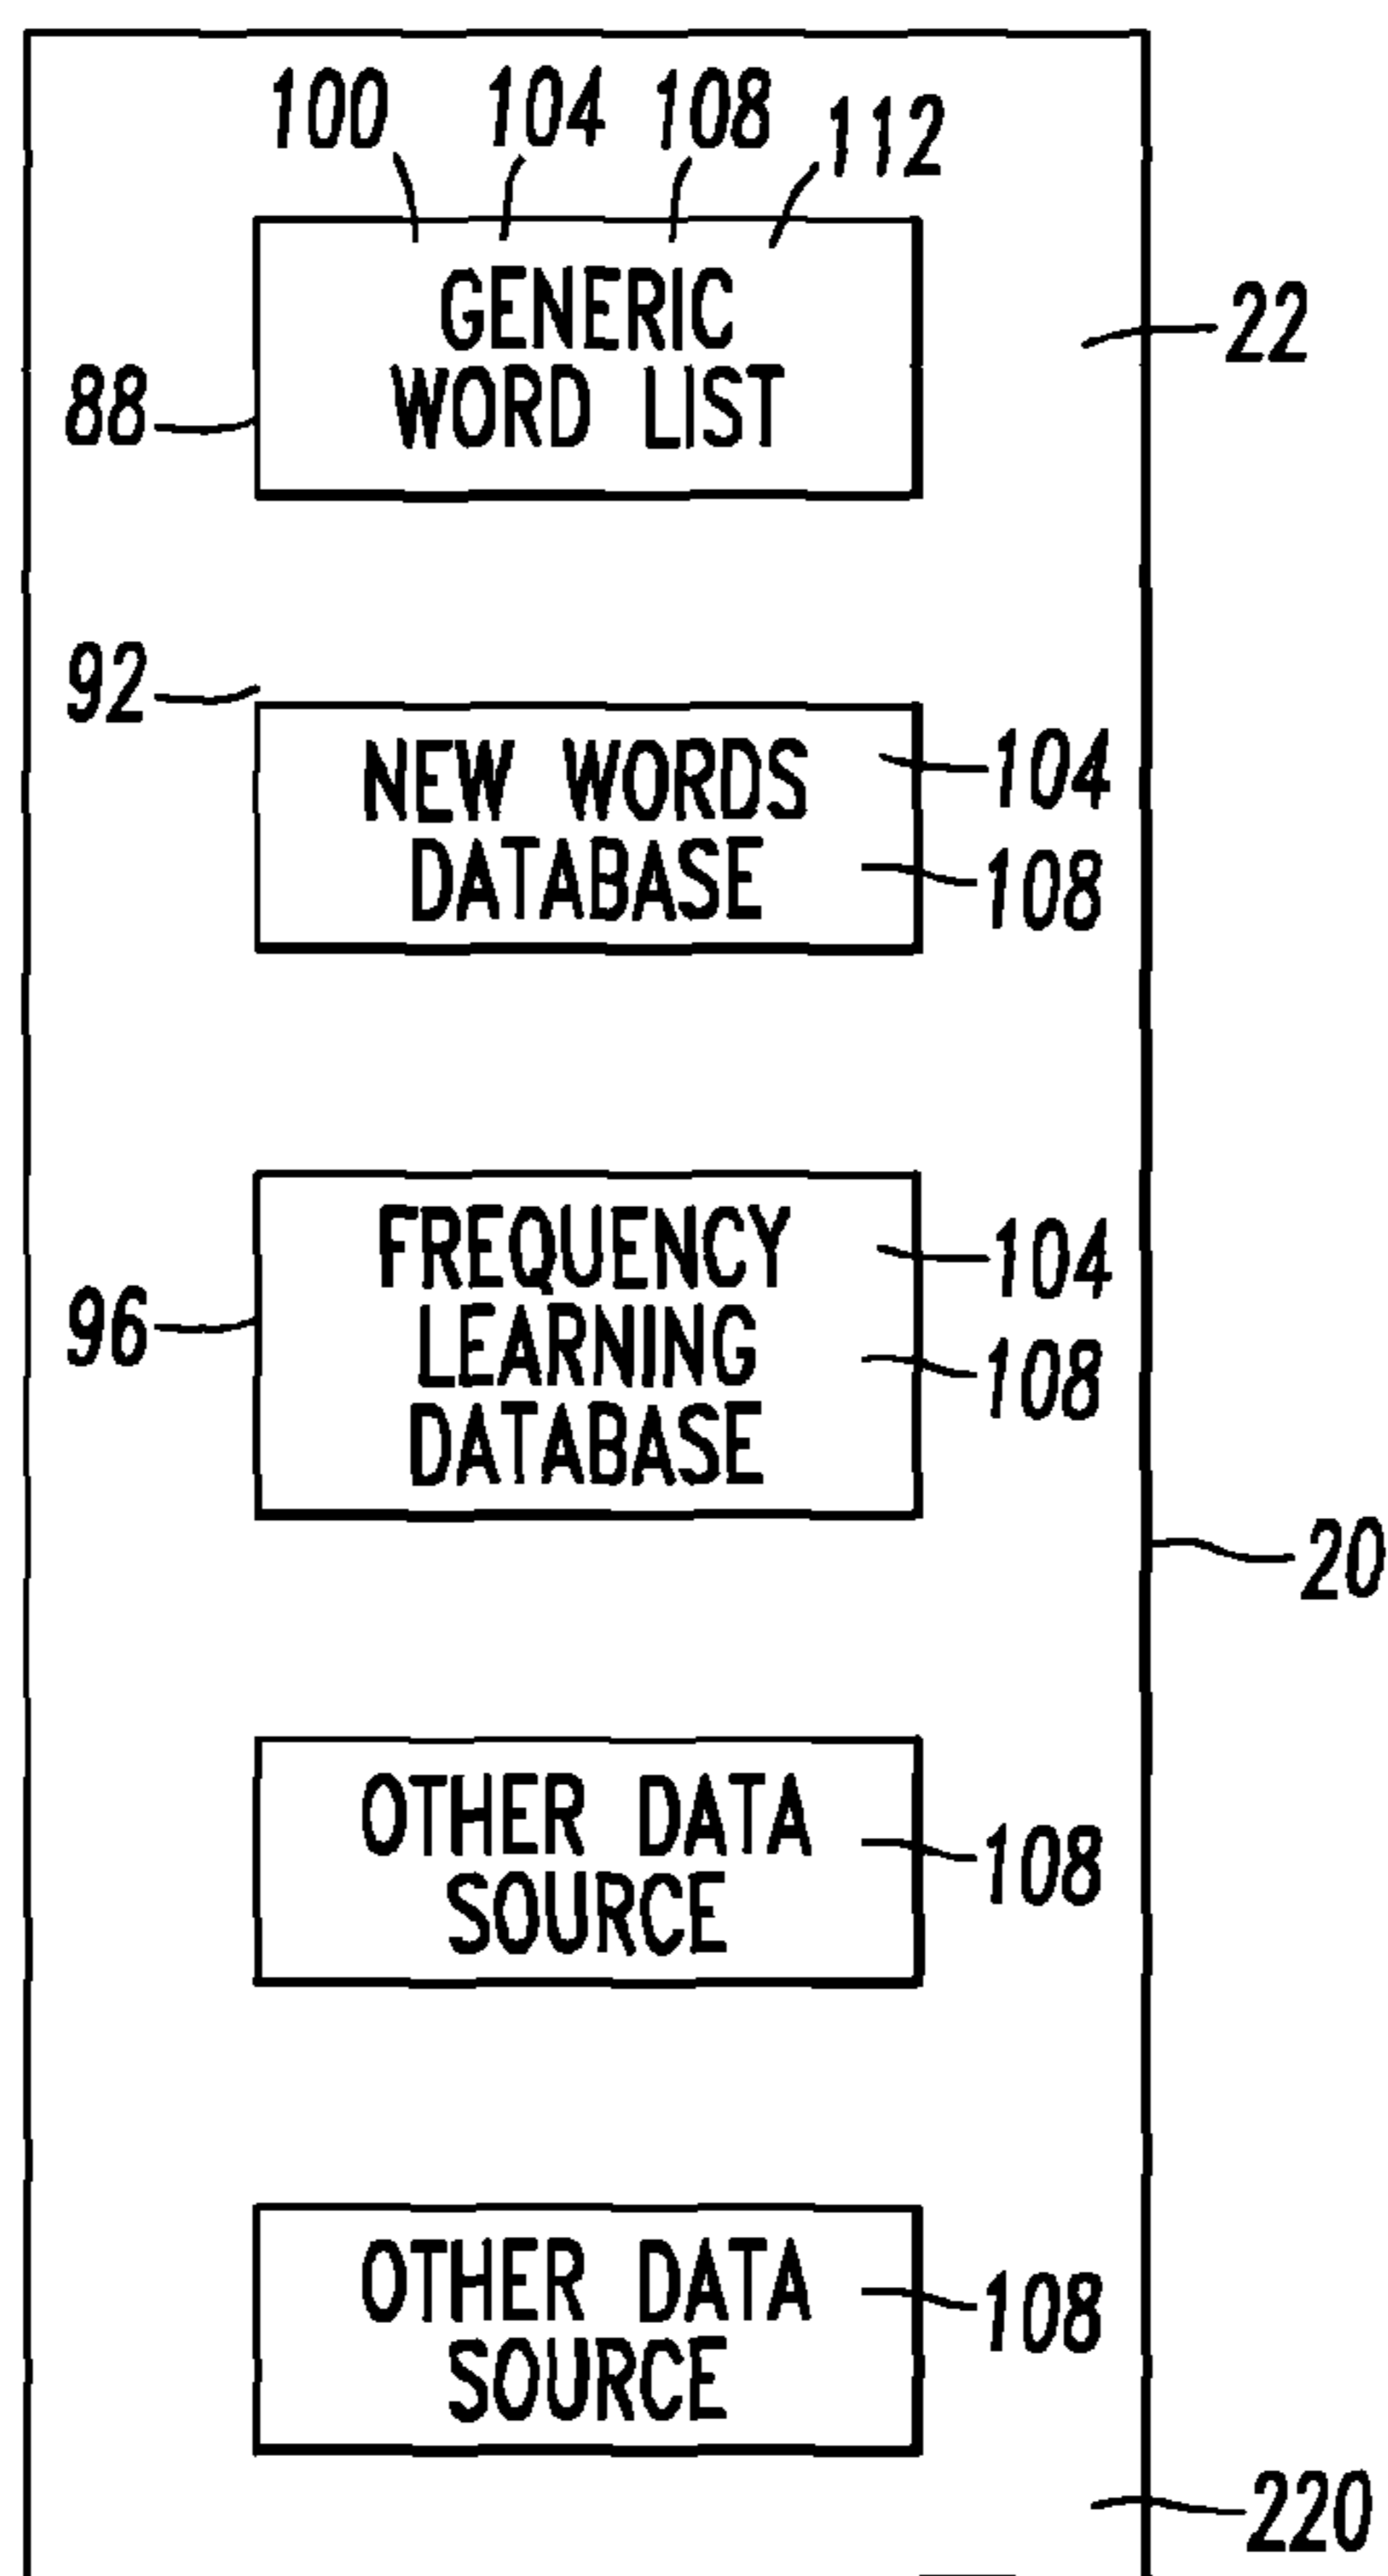 100 104 108 112
GENERIC
WORD LIST
22
88
92
NEW WORDS
DATABASE
104
108
FREQUENCY
LEARNING
DATABASE
104
108
96
20
OTHER DATA
SOURCE
108
OTHER DATA
SOURCE
108
220